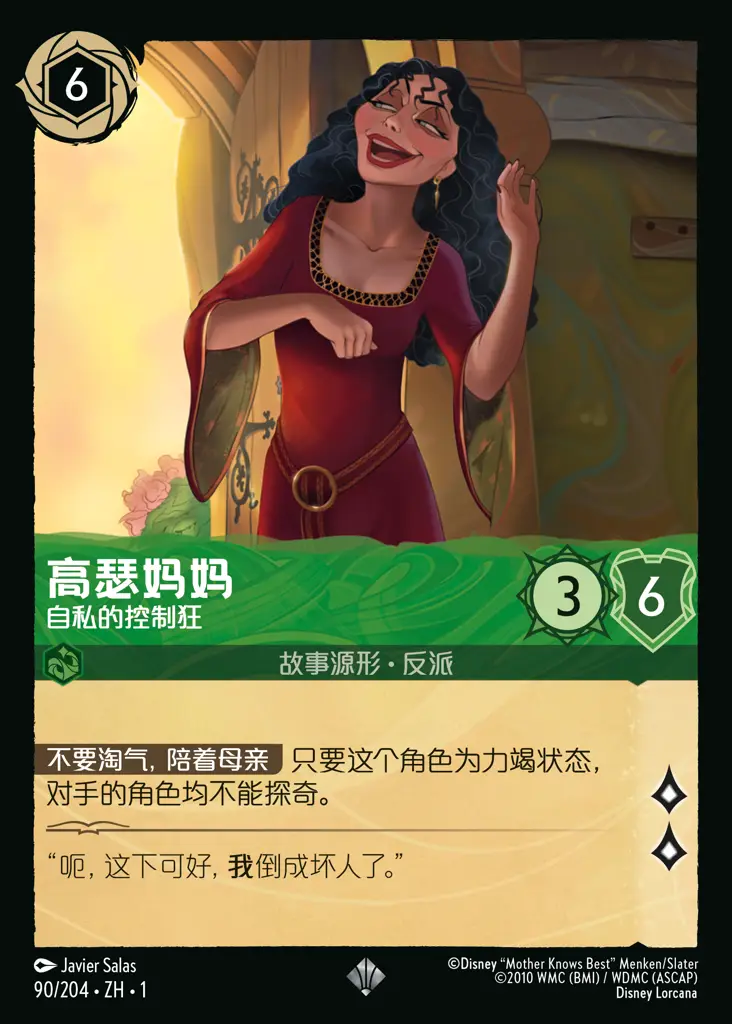 6
高瑟妈妈
自私的控制狂
3
6
故事源形 · 反派
不要淘气，陪着母亲 只要这个角色为力竭状态，
对手的角色均不能探奇。
“呃，这下可好，我倒成坏人了。”
Javier Salas
90/204 • ZH • 1
©Disney “Mother Knows Best” Menken/Slater
©2010 WMC (BMI) / WDMC (ASCAP)
Disney Lorcana